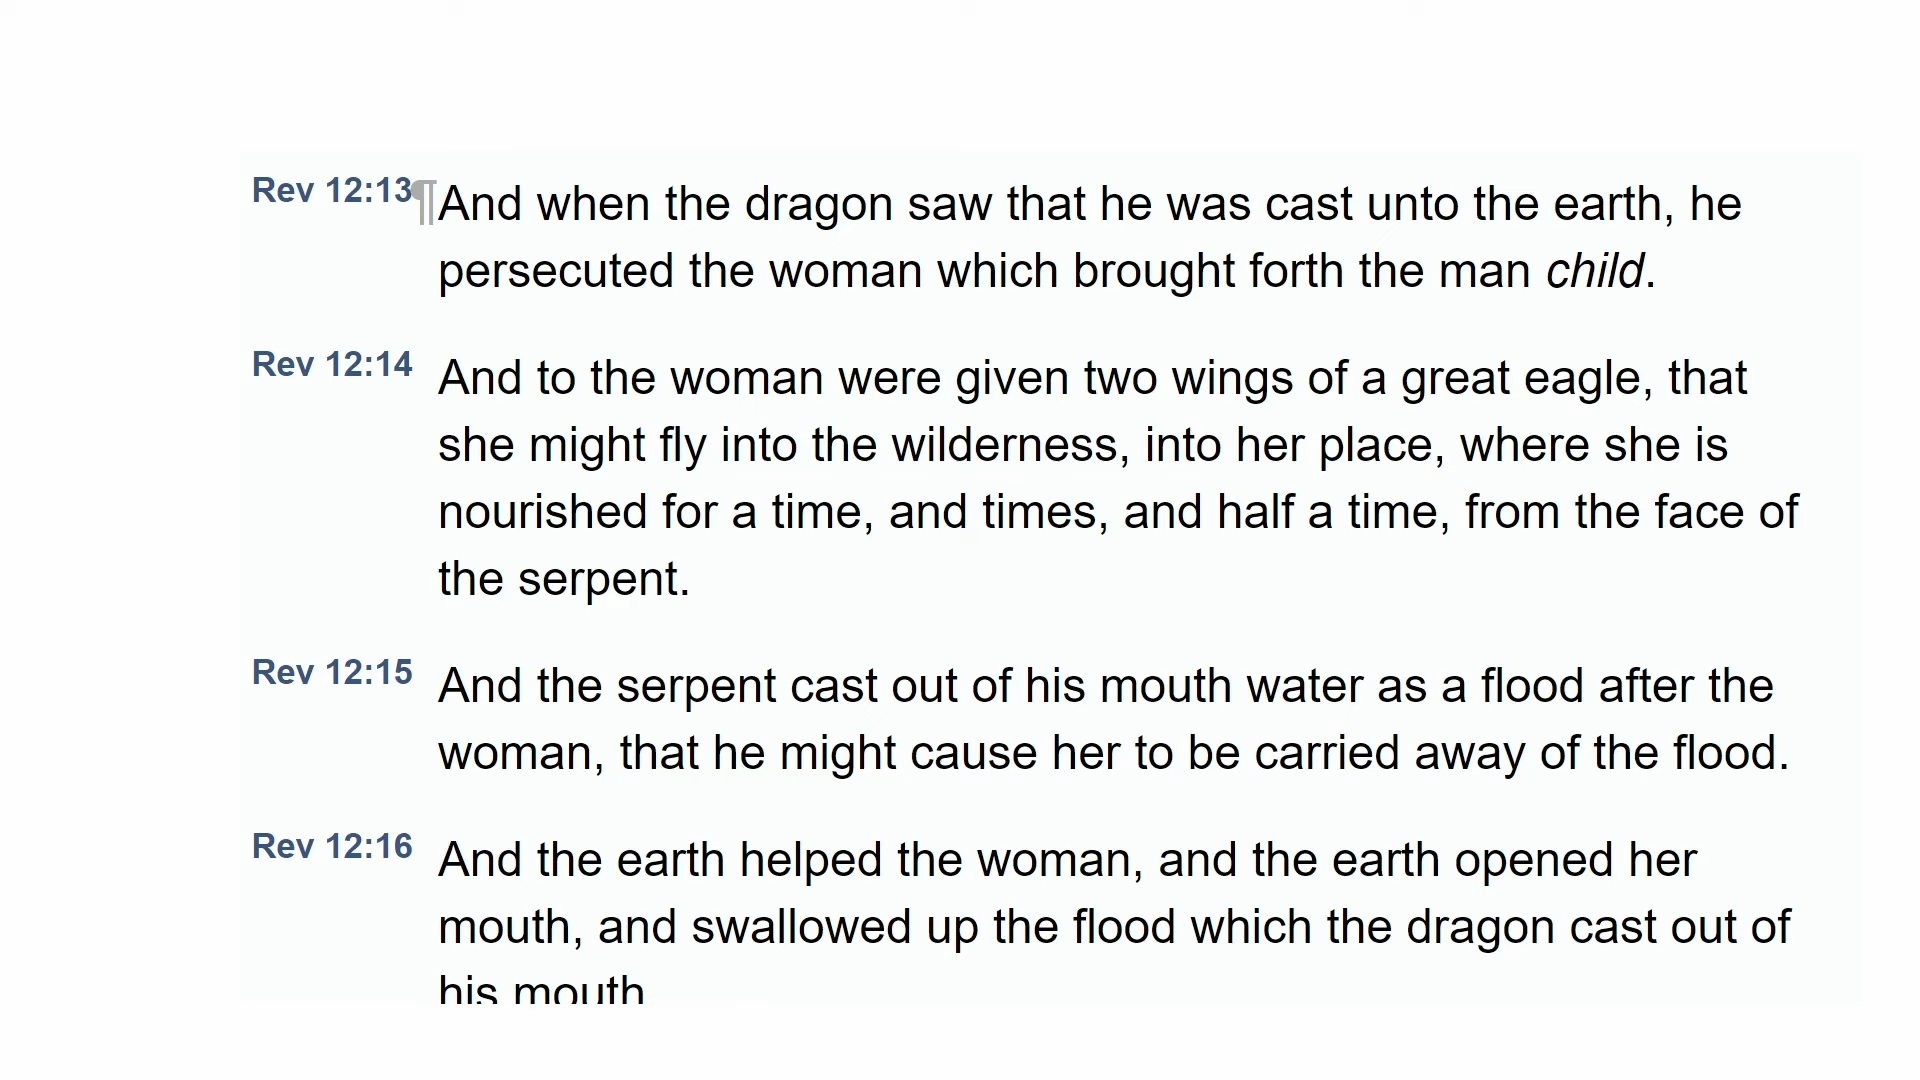 Rev 12:13 ¶And when the dragon saw that he was cast unto the earth, he
persecuted the woman which brought forth the man child.
Rev 12:14 And to the woman were given two wings of a great eagle, that
she might fly into the wilderness, into her place, where she is
nourished for a time, and times, and half a time, from the face of
the serpent.
Rev 12:15 And the serpent cast out of his mouth water as a flood after the
woman, that he might cause her to be carried away of the flood.
Rev 12:16 And the earth helped the woman, and the earth opened her
mouth, and swallowed up the flood which the dragon cast out of
his mouth